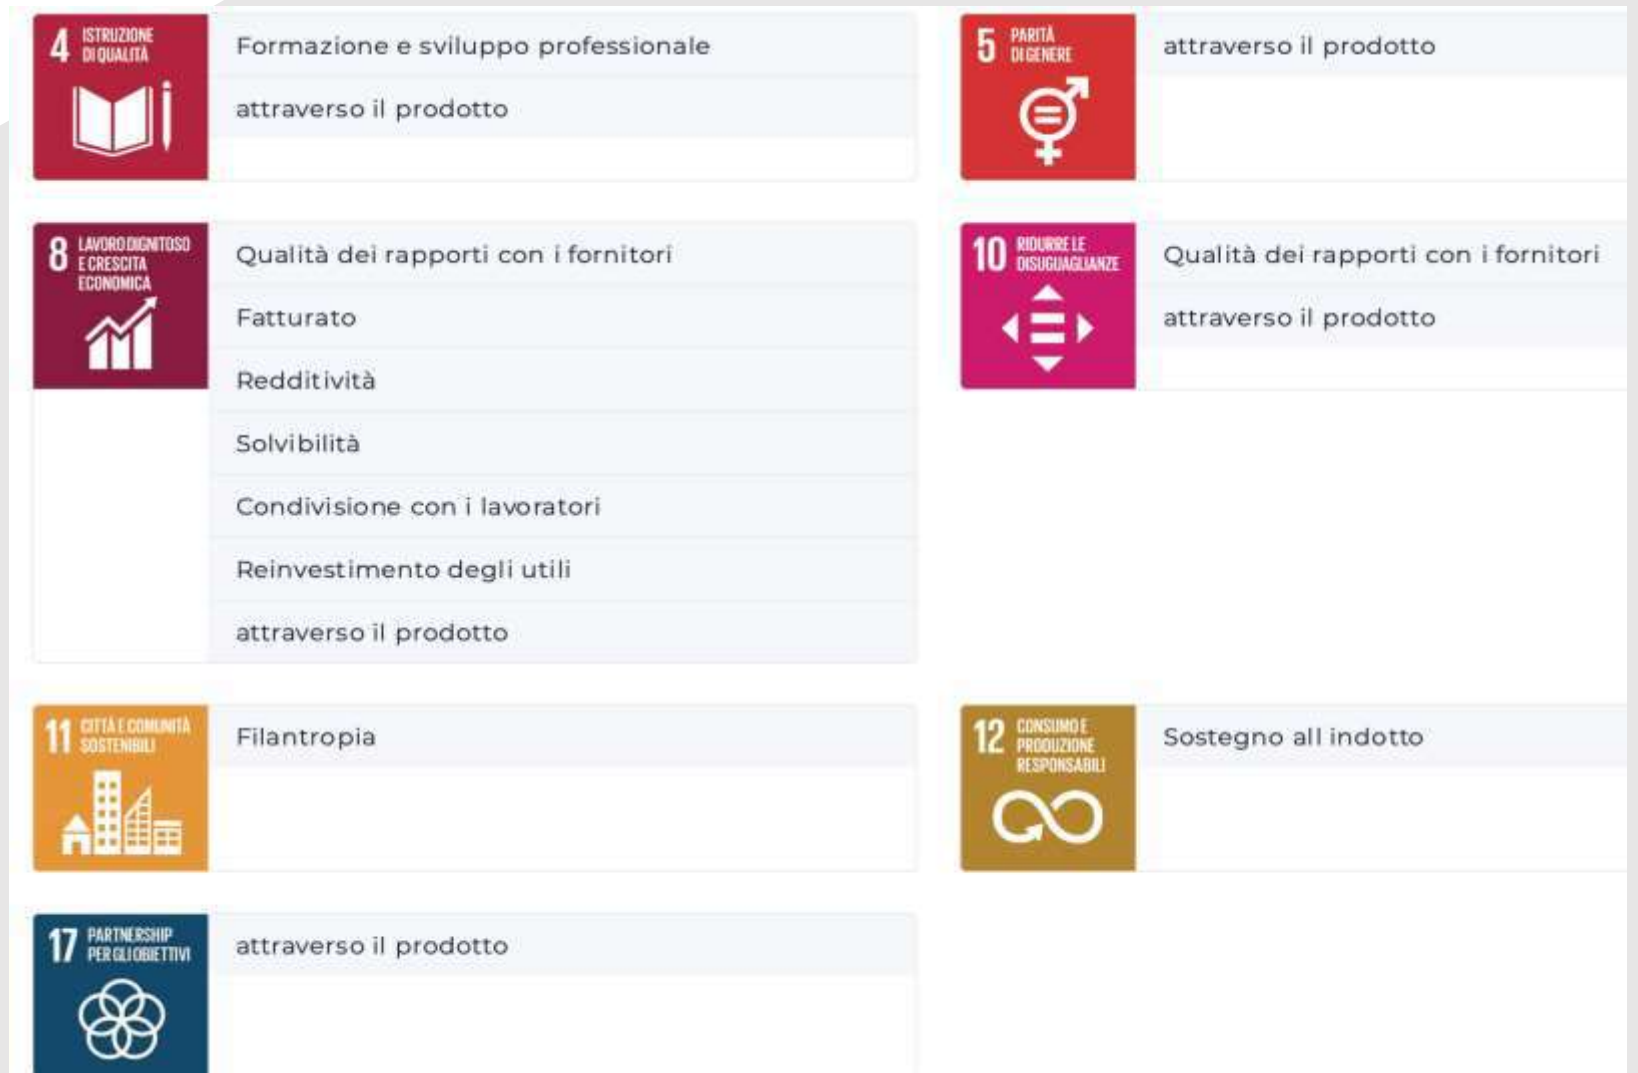 4 ISTRUZIONE
DI QUALITÀ
Formazione e sviluppo professionale
attraverso il prodotto
5 PARITÀ
DI GENERE
attraverso il prodotto
8 LAVORO DIGNITOSO
E CRESCITA
ECONOMICA
Qualità dei rapporti con i fornitori
Fatturato
Redditività
Solvibilità
Condivisione con i lavoratori
Reinvestimento degli utili
attraverso il prodotto
10 RIDURRE LE
DISUGUAGLIANZE
Qualità dei rapporti con i fornitori
attraverso il prodotto
11 CITTÀ E COMUNITÀ
SOSTENIBILI
Filantropia
12 CONSUMO E
PRODUZIONE
RESPONSABILI
Sostegno all indotto
17 PARTNERSHIP
PER GLI OBIETTIVI
attraverso il prodotto